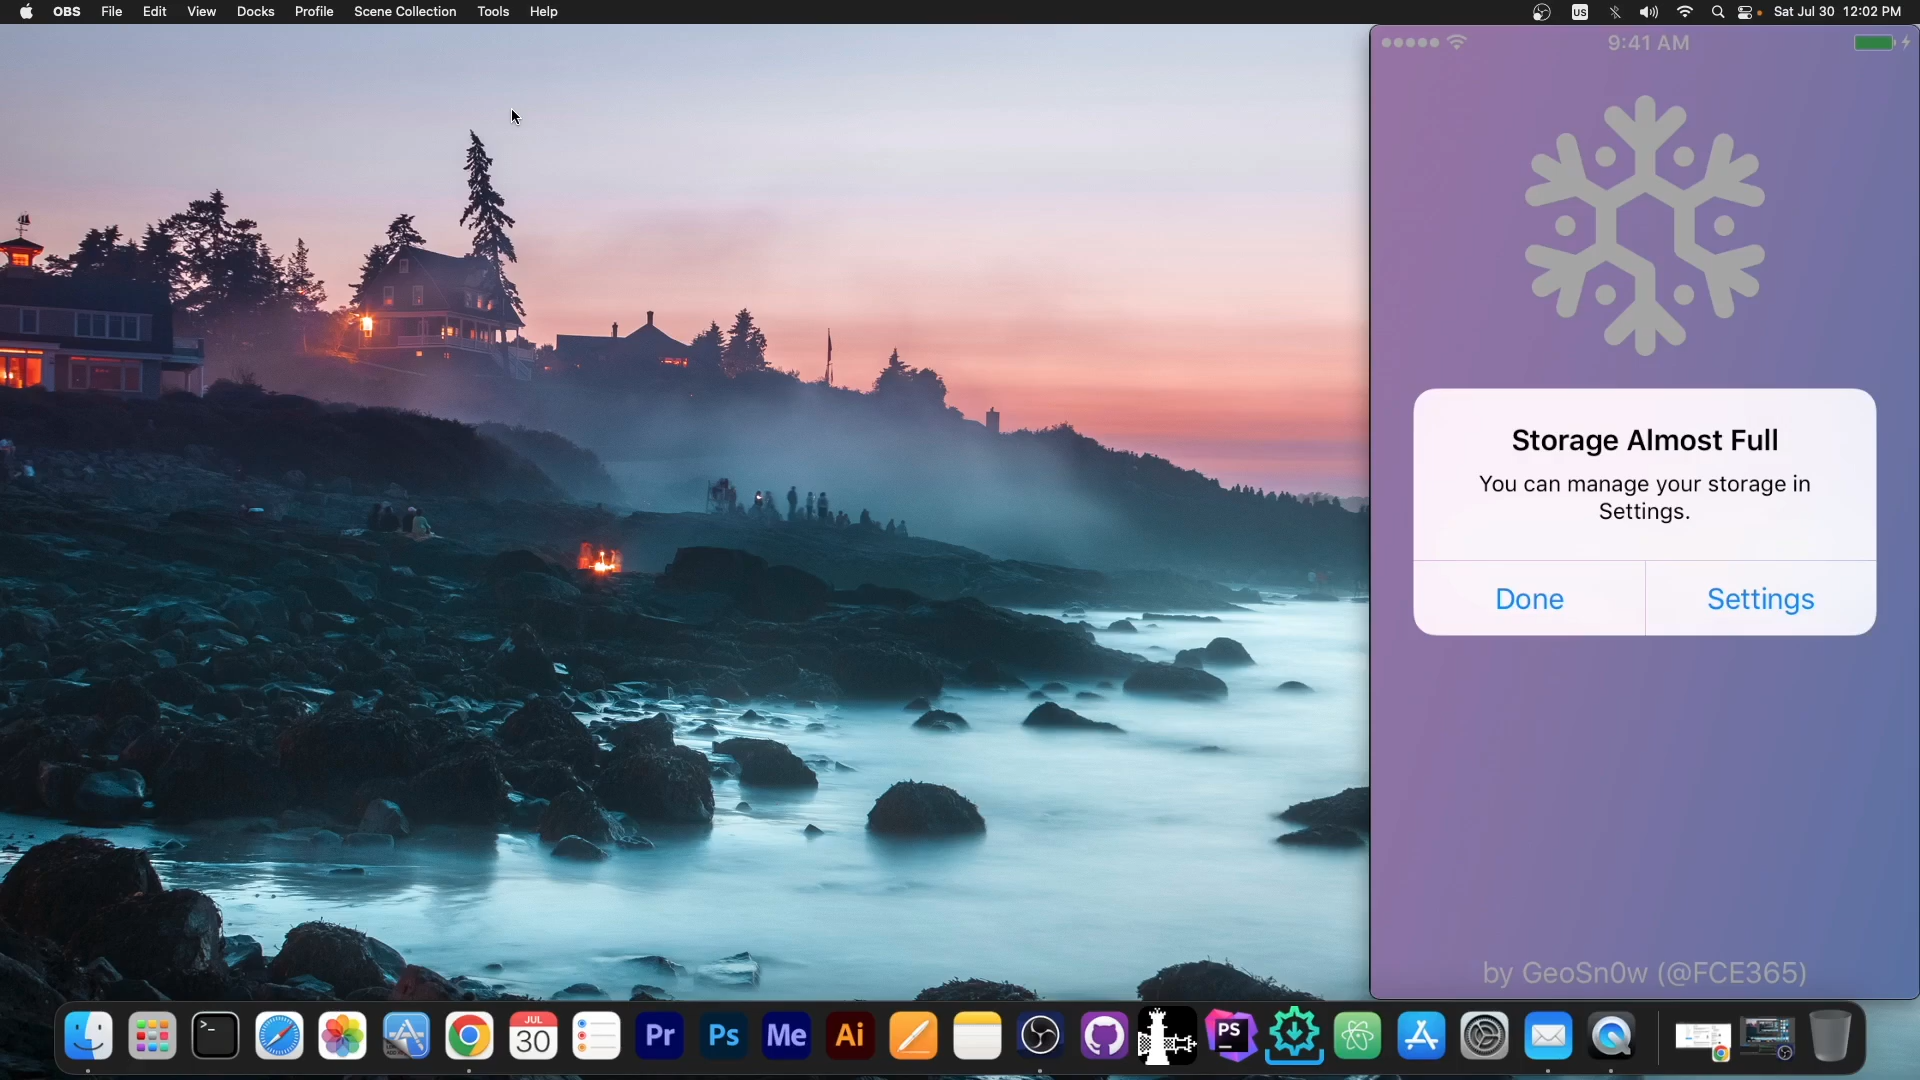 OBS File Edit View Docks Profile Scene Collection Tools Help
US Sat Jul 30 12:02 PM
9:41 AM
Storage Almost Full
You can manage your storage in
Settings.
Done Settings
by GeoSn0w (@FCE365)
>_
JUL
30
Pr Ps Me Ai
PS